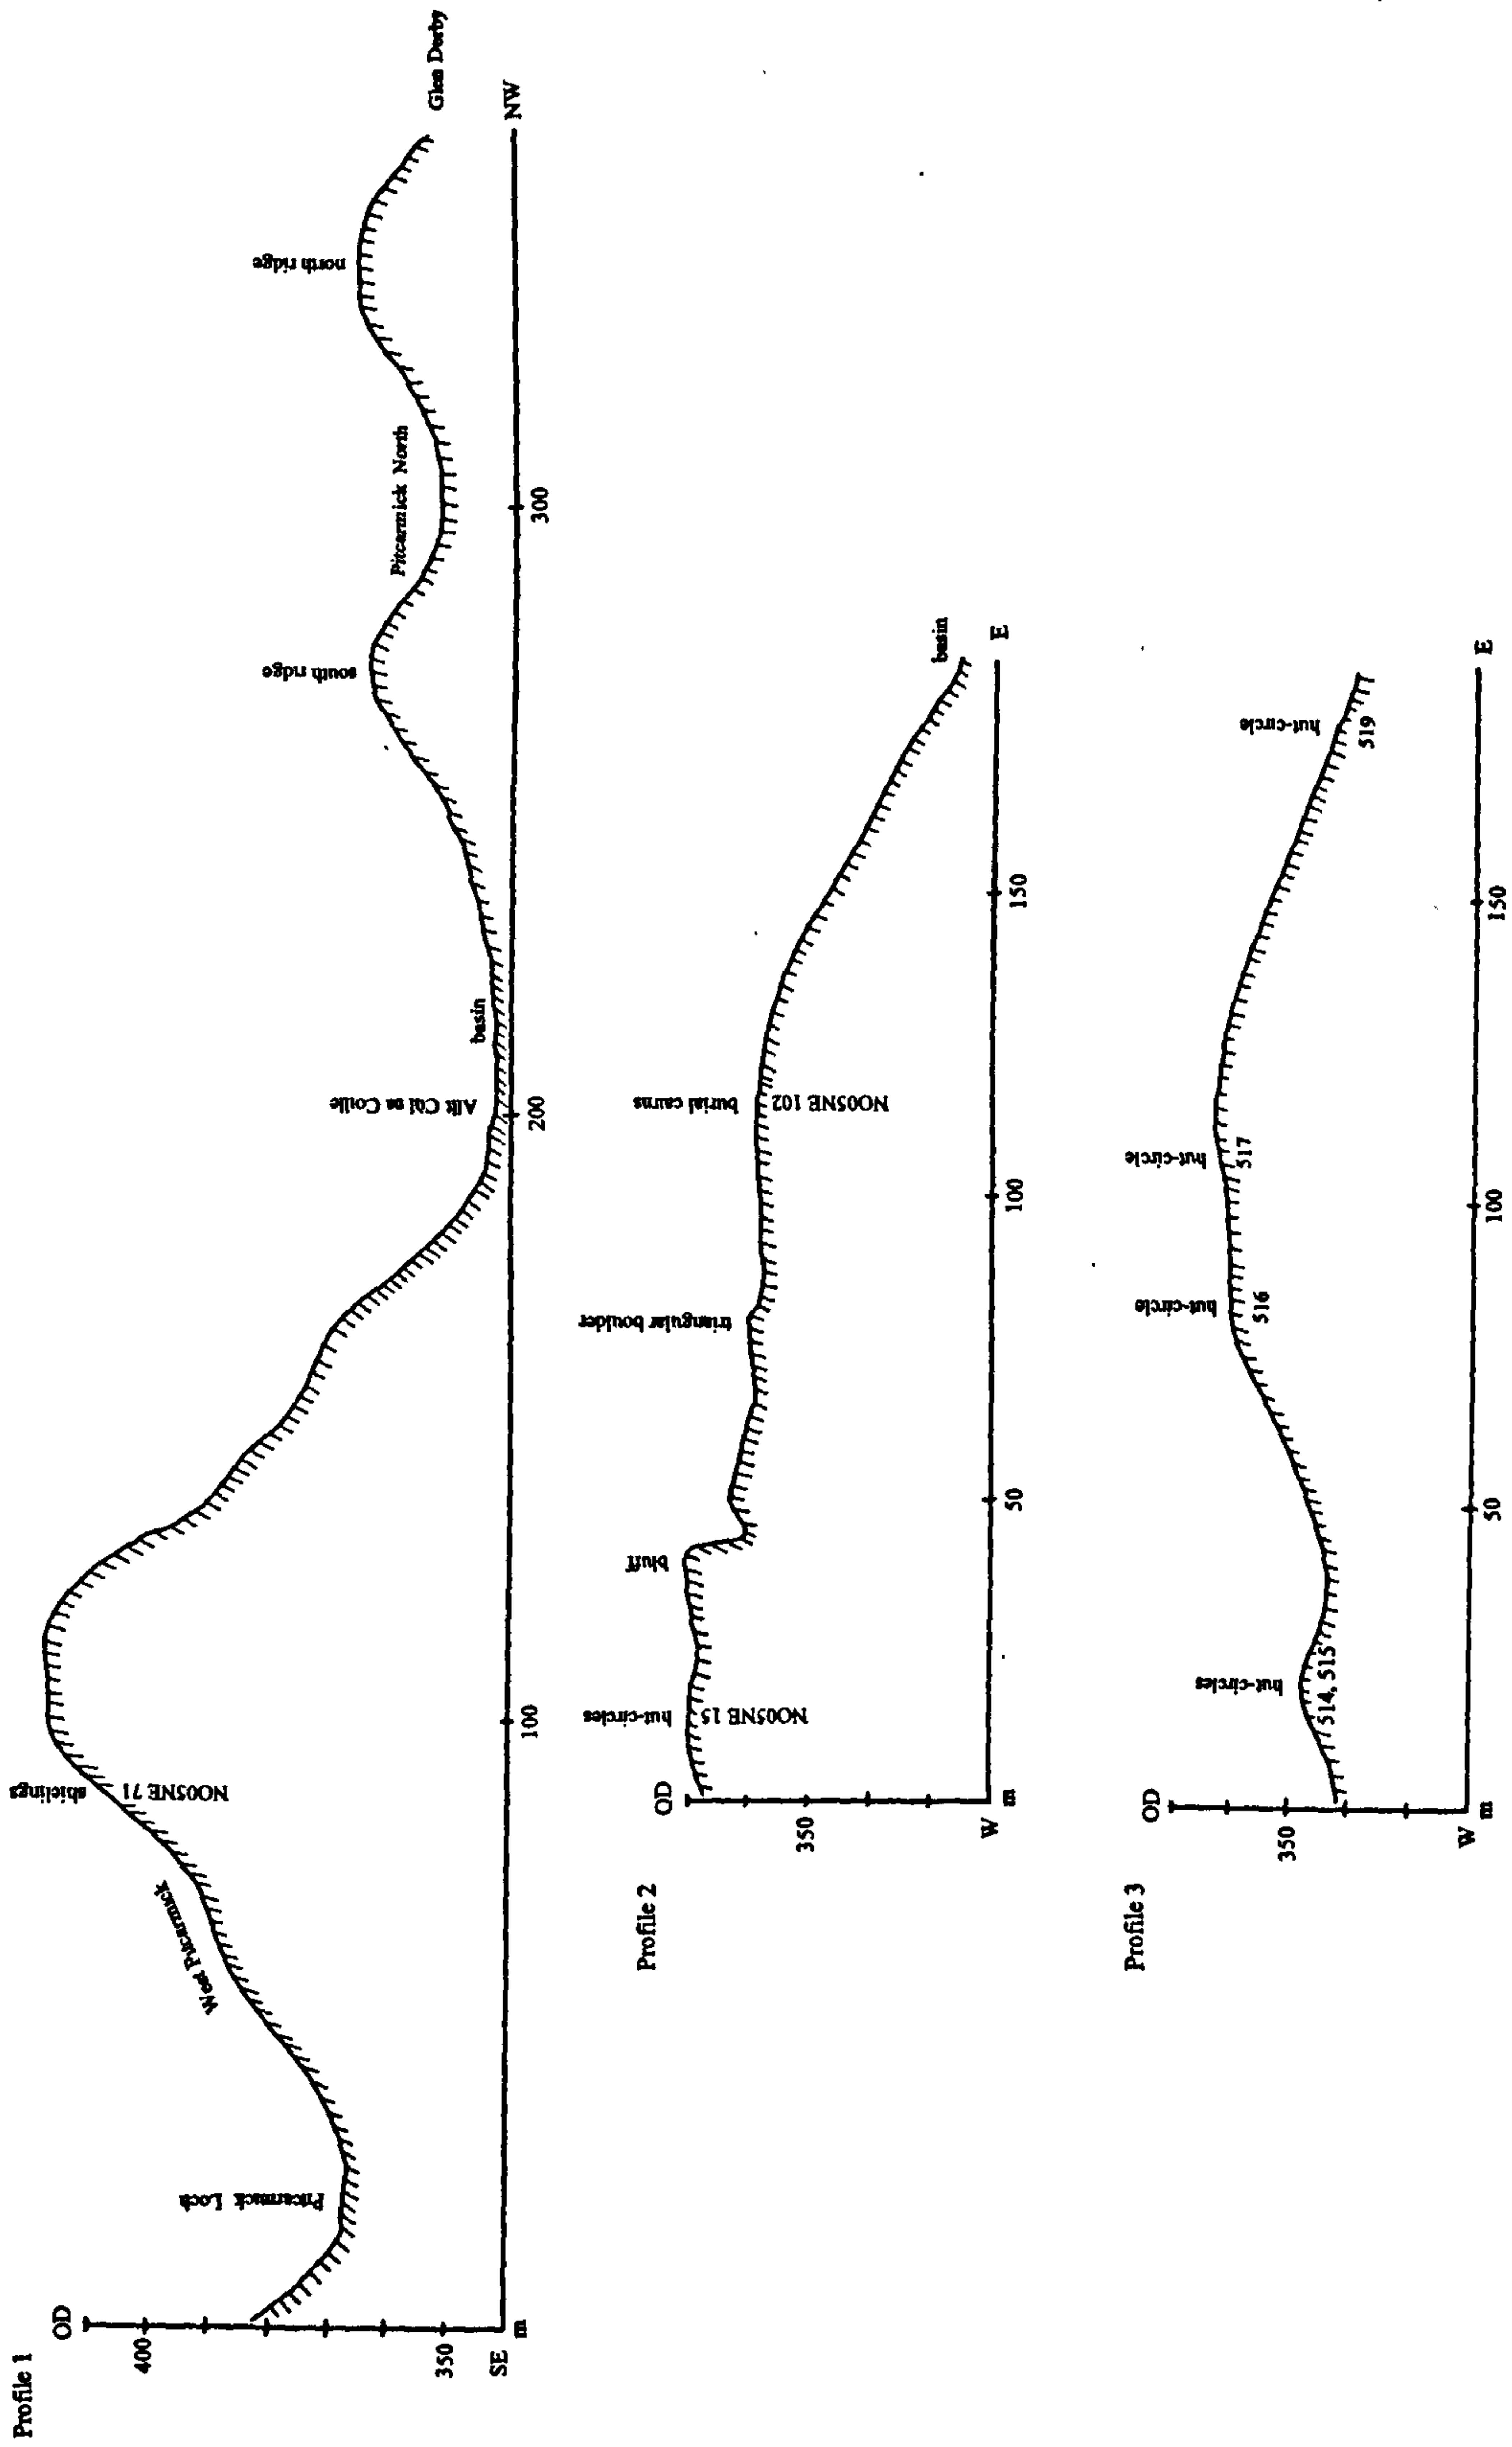 Profile 1
OD
400
350
SE
m
Pitcarmick Loch
West Pitcarmick
shielings
NO05NE 71
100
Allt Cùl na Coille
200
basin
south ridge
Pitcarmick North
300
north ridge
Glen Derby
NW
Profile 2
OD
350
W
m
hut-circles
NO05NE 15
bluff
50
triangular boulder
100
burial cairns
NO05NE 102
150
basin
E
Profile 3
OD
350
W
m
hut-circles
514, 515
50
hut-circle
516
100
hut-circle
517
150
hut-circle
519
E